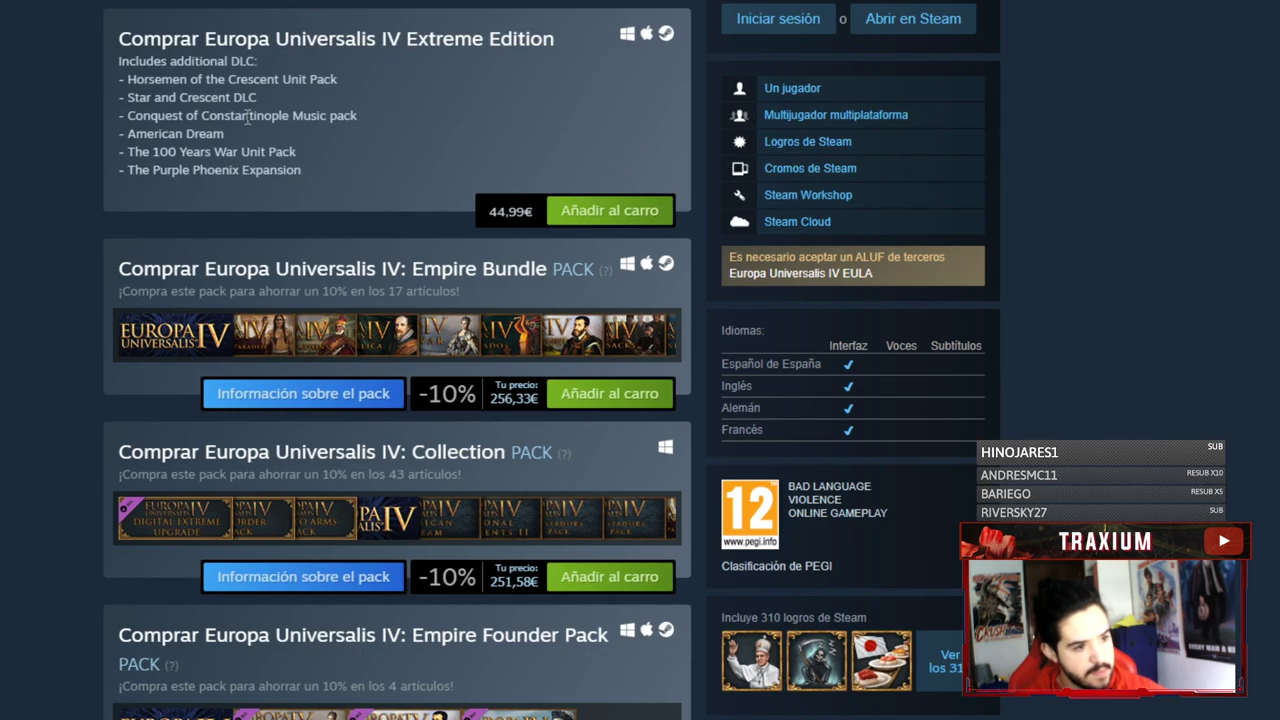 Comprar Europa Universalis IV Extreme Edition
Includes additional DLC:
- Horsemen of the Crescent Unit Pack
- Star and Crescent DLC
- Conquest of Constantinople Music pack
- American Dream
- The 100 Years War Unit Pack
- The Purple Phoenix Expansion
44,99€ Añadir al carro
Comprar Europa Universalis IV: Empire Bundle PACK (?)
¡Compra este pack para ahorrar un 10% en los 17 artículos!
EUROPA UNIVERSALIS IV
Información sobre el pack -10% Tu precio: 256,33€ Añadir al carro
Comprar Europa Universalis IV: Collection PACK (?)
¡Compra este pack para ahorrar un 10% en los 43 artículos!
DIGITAL EXTREME UPGRADE
Información sobre el pack -10% Tu precio: 251,58€ Añadir al carro
Comprar Europa Universalis IV: Empire Founder Pack
PACK (?)
¡Compra este pack para ahorrar un 10% en los 4 artículos!
Iniciar sesión o Abrir en Steam
Un jugador
Multijugador multiplataforma
Logros de Steam
Cromos de Steam
Steam Workshop
Steam Cloud
Es necesario aceptar un ALUF de terceros
Europa Universalis IV EULA
Idiomas:
Interfaz Voces Subtítulos
Español de España
Inglés
Alemán
Francés
12
www.pegi.info
BAD LANGUAGE
VIOLENCE
ONLINE GAMEPLAY
Clasificación de PEGI
Incluye 310 logros de Steam
Ver
los 31
HINOJARES1 SUB
ANDRESMC11 RESUB X10
BARIEGO RESUB X5
RIVERSKY27 SUB
TRAXIUM